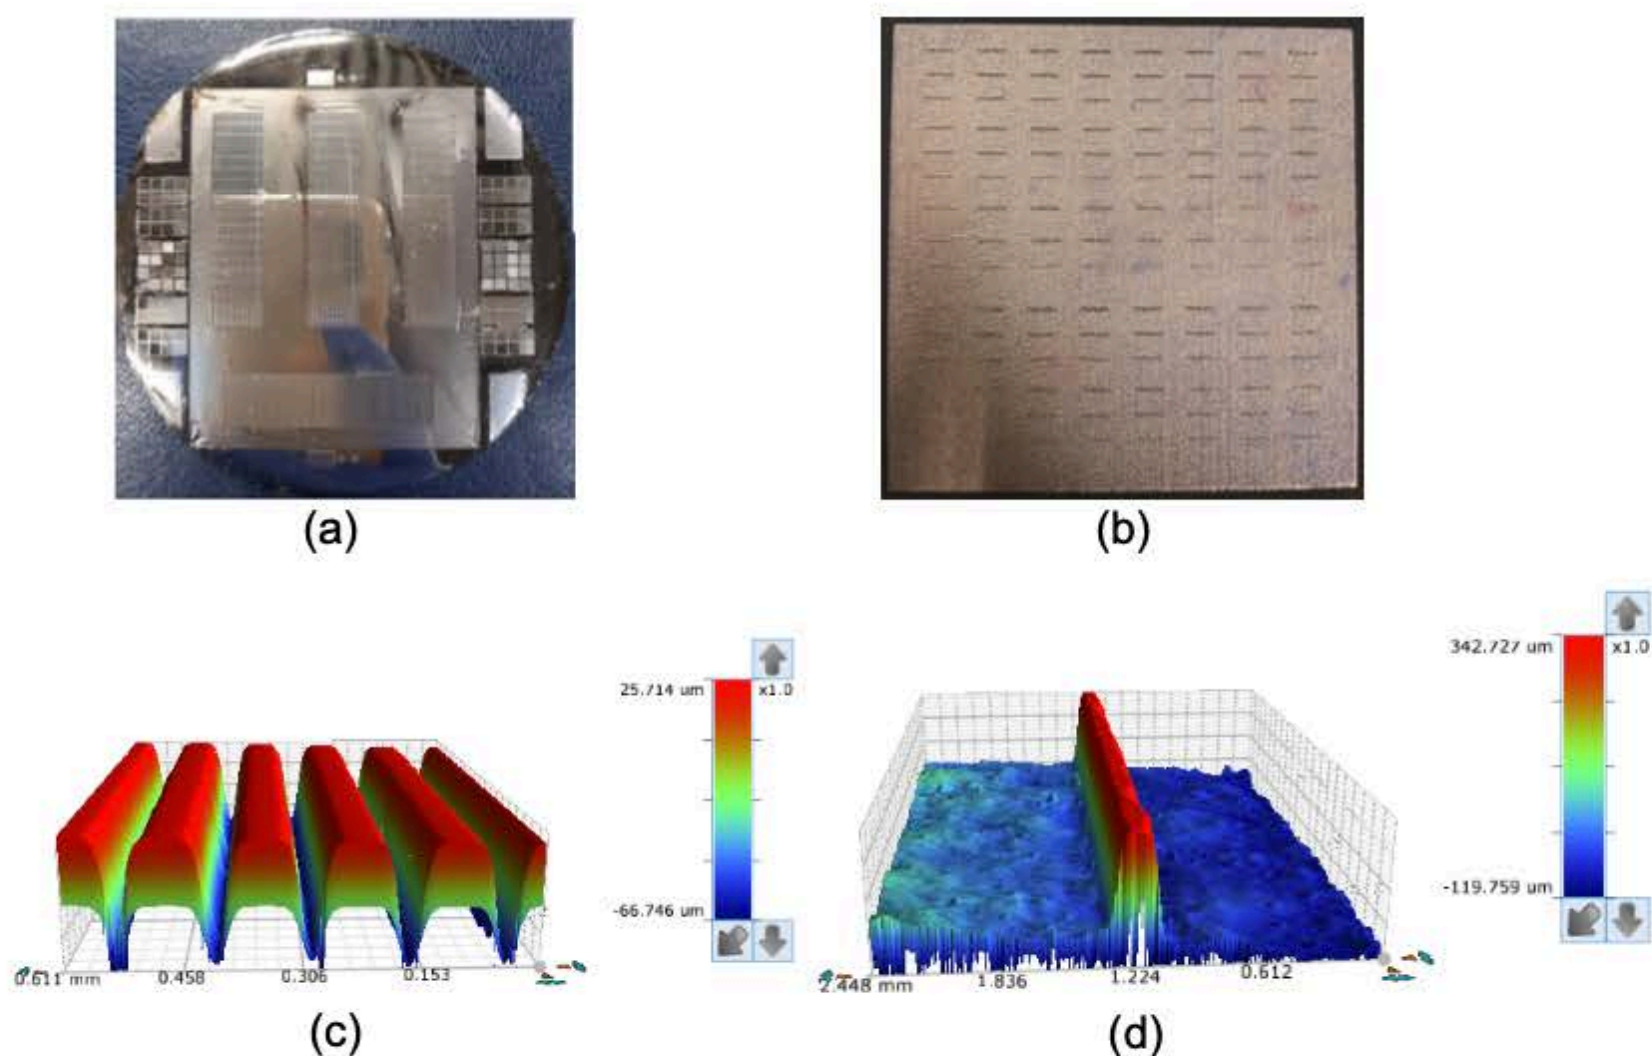 (a)
(b)
25.714 um
x1.0
-66.746 um
0.611 mm
0.458
0.306
0.153
(c)
342.727 um
x1.0
-119.759 um
2.448 mm
1.836
1.224
0.612
(d)